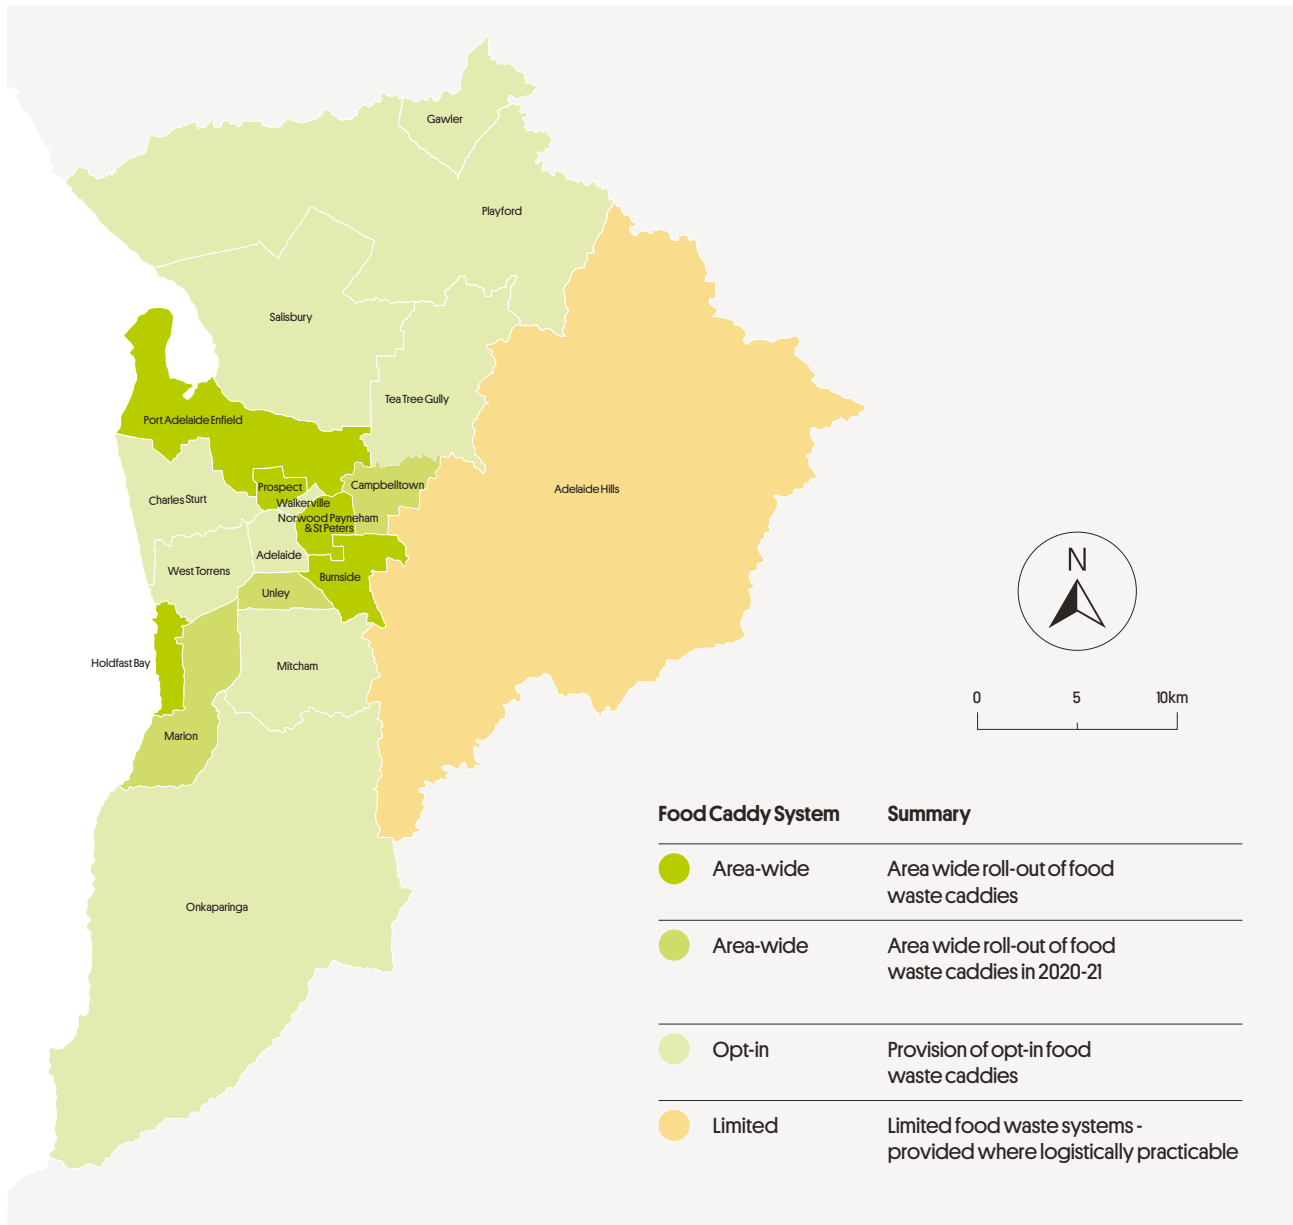 Gawler
Playford
Salisbury
Tea Tree Gully
Port Adelaide Enfield
Campbelltown
Prospect
Adelaide Hills
Charles Sturt
Walkerville
Norwood Payneham
& St Peters
Adelaide
West Torrens
Burnside
Unley
Holdfast Bay
Mitcham
Marion
Onkaparinga
N
0 5 10km
Food Caddy System Summary
Area-wide Area wide roll-out of food
waste caddies
Area-wide Area wide roll-out of food
waste caddies in 2020-21
Opt-in Provision of opt-in food
waste caddies
Limited Limited food waste systems -
provided where logistically practicable